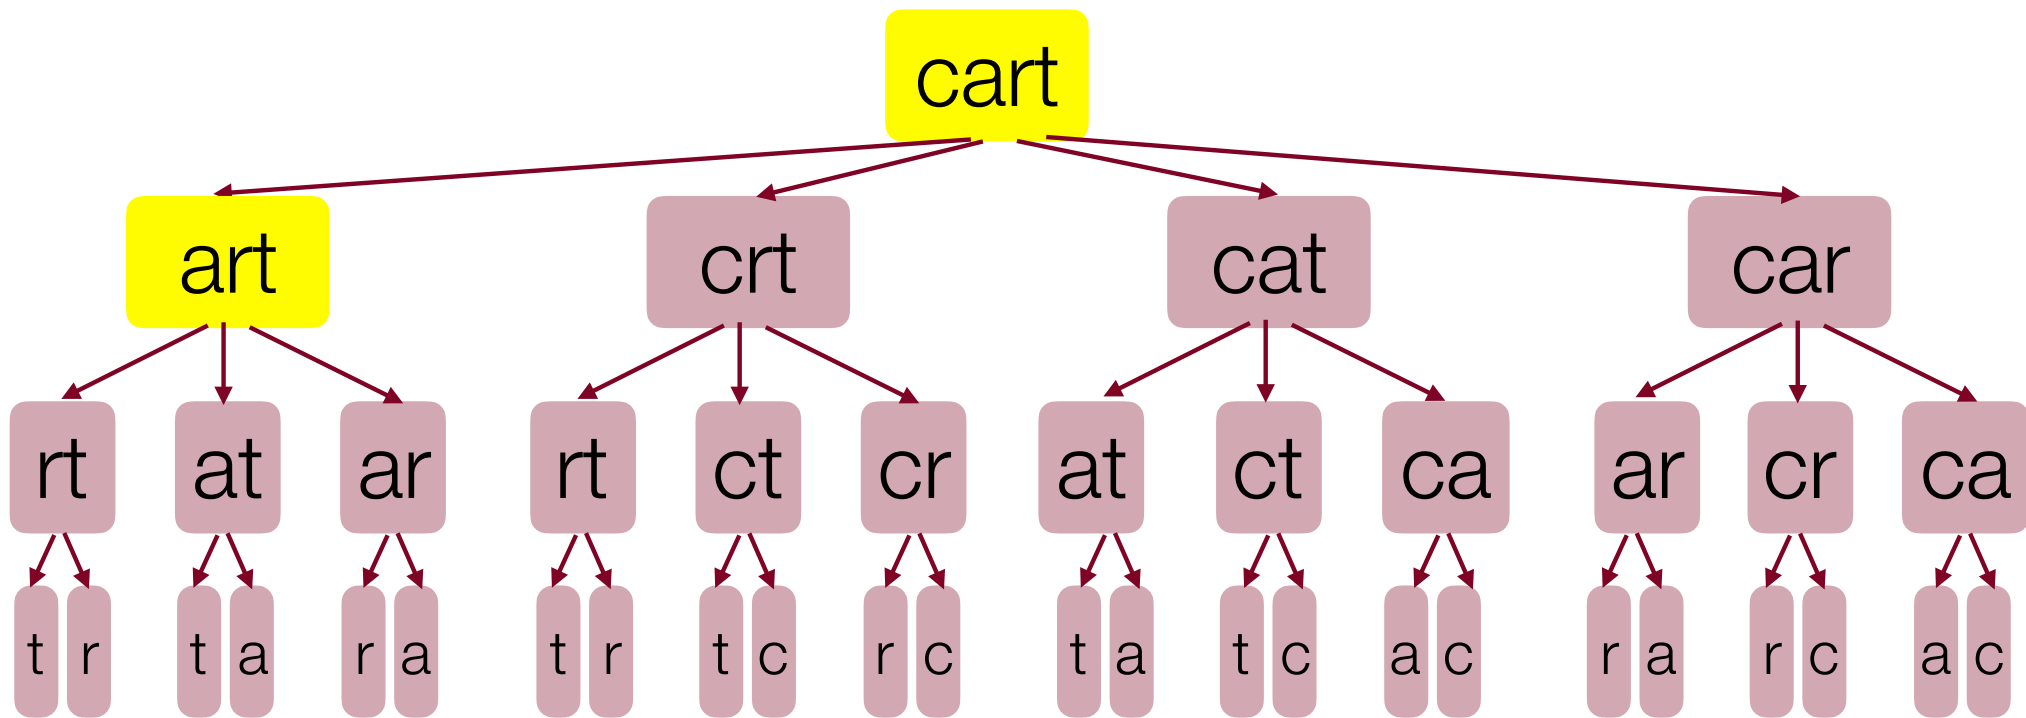 cart
art crt cat car
rt at ar rt ct cr at ct ca ar cr ca
t r t a r a t r t c r c t a t c a c r a r c a c